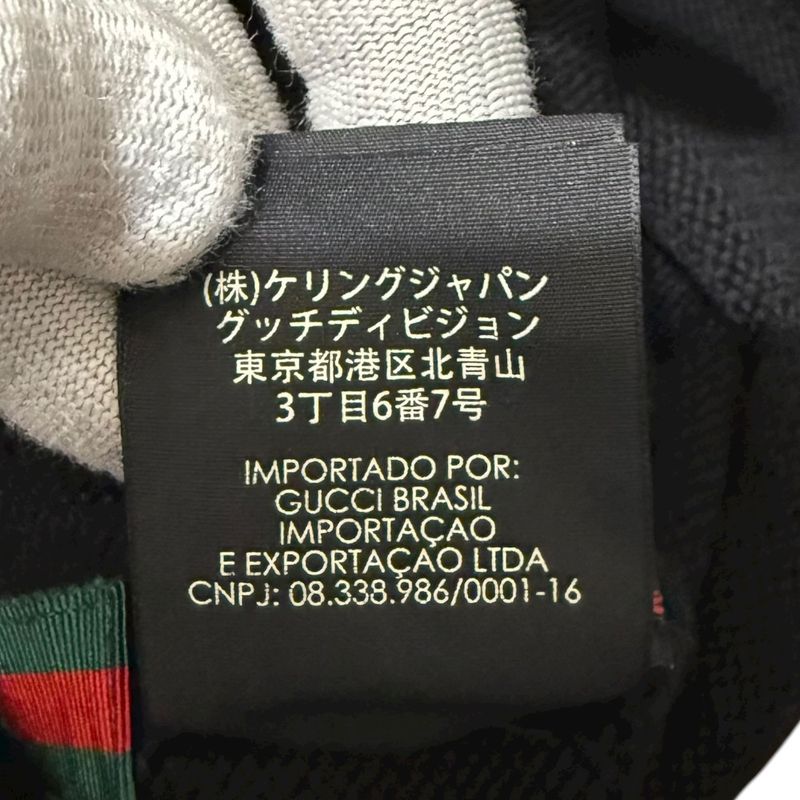 (株)ケリングジャパン
グッチディビジョン
東京都港区北青山
3丁目6番7号
IMPORTADO POR:
GUCCI BRASIL
IMPORTAÇAO
E EXPORTAÇAO LTDA
CNPJ: 08.338.986/0001-16